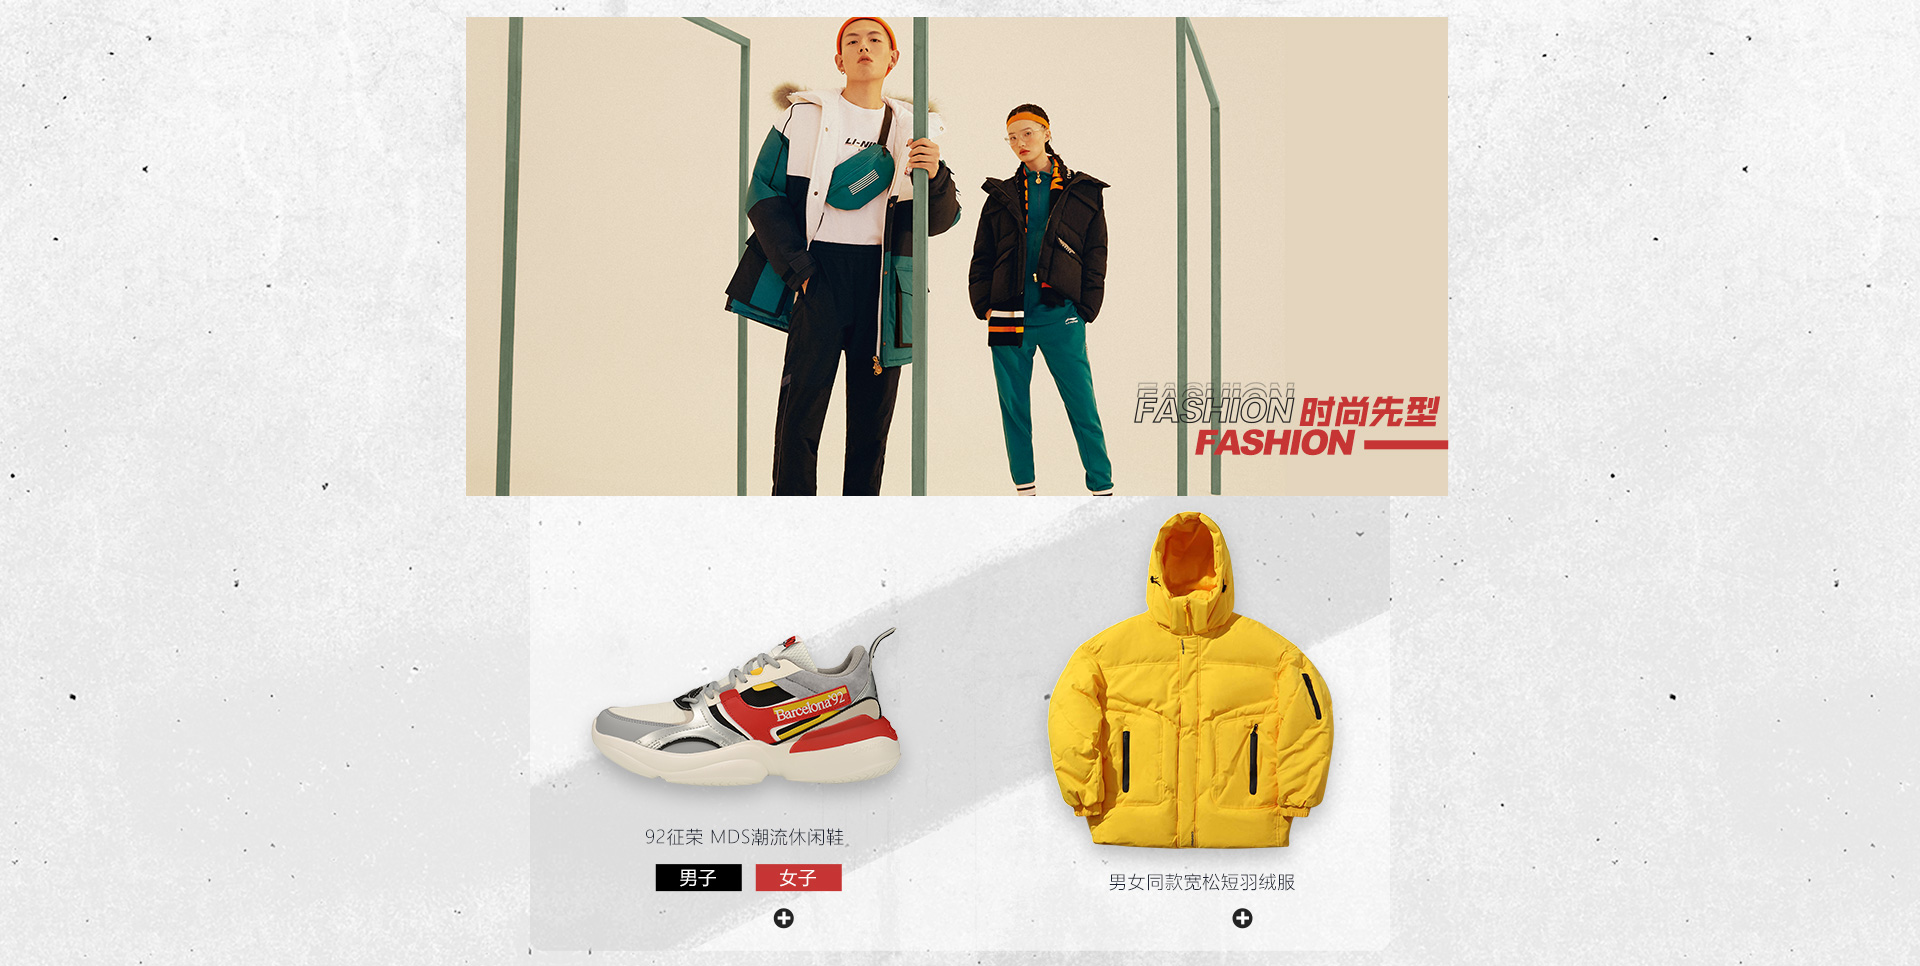 LI-NIN
FASHION
FASHION 时尚先型
FASHION
Barcelona'92
92征荣 MDS潮流休闲鞋
男子 女子
男女同款宽松短羽绒服